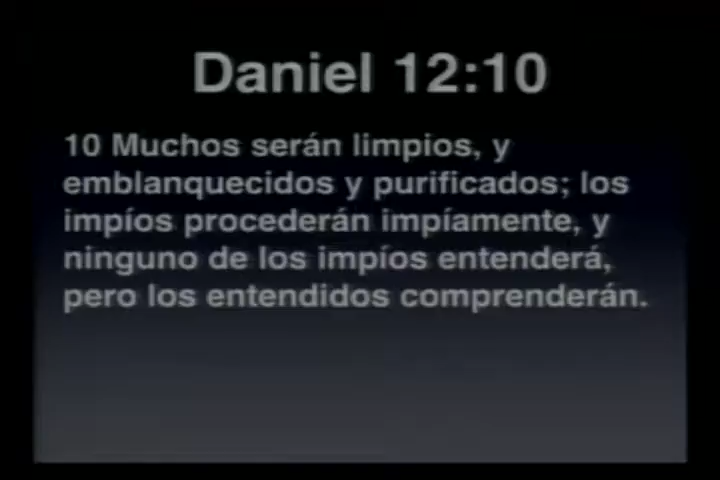 Daniel 12:10
10 Muchos serán limpios, y
emblanquecidos y purificados; los
impíos procederán impíamente, y
ninguno de los impíos entenderá,
pero los entendidos comprenderán.